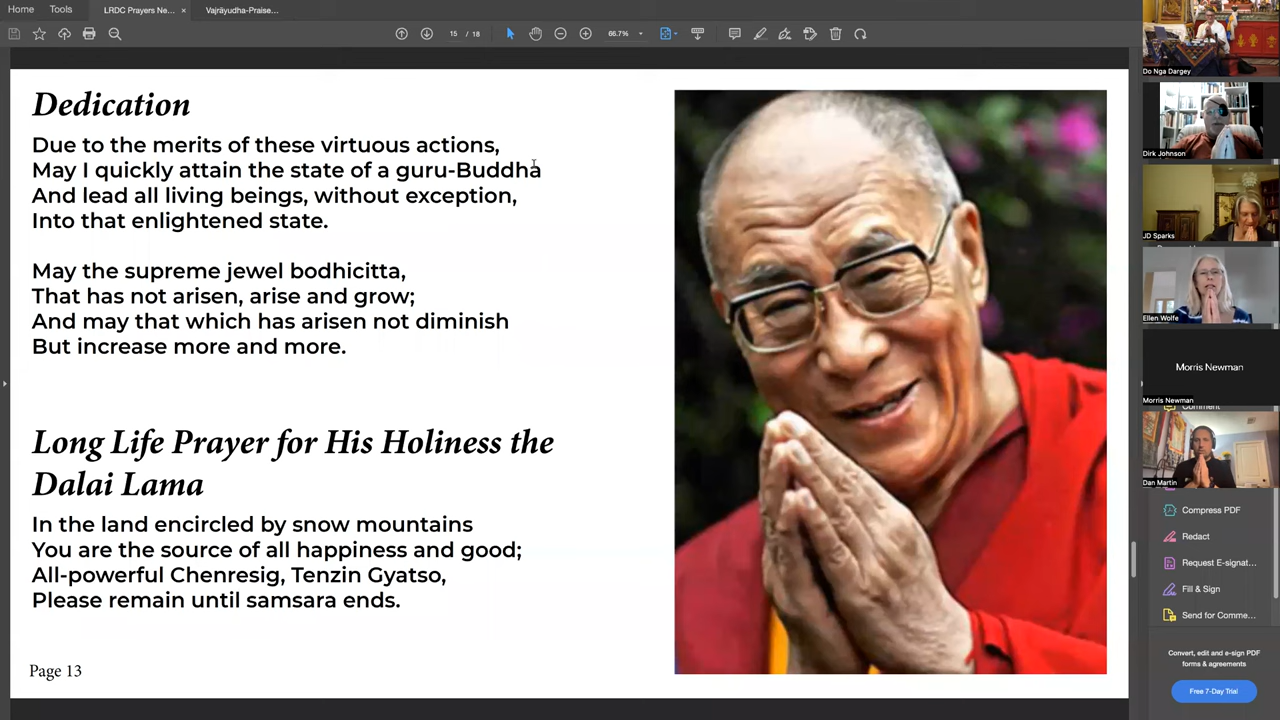 Home
Tools
LRDC Prayers Ne...
×
Vajrāyudha-Praise...
15 / 18
66.7%
Dedication
Due to the merits of these virtuous actions,
May I quickly attain the state of a guru-Buddha
And lead all living beings, without exception,
Into that enlightened state.
May the supreme jewel bodhicitta,
That has not arisen, arise and grow;
And may that which has arisen not diminish
But increase more and more.
Long Life Prayer for His Holiness the
Dalai Lama
In the land encircled by snow mountains
You are the source of all happiness and good;
All-powerful Chenresig, Tenzin Gyatso,
Please remain until samsara ends.
Page 13
Do Nga Dargey
Dirk Johnson
JD Sparks
Ellen Wolfe
Morris Newman
Morris Newman
Comment
Dan Martin
Compress PDF
Redact
Request E-signat...
Fill & Sign
Send for Comme...
Convert, edit and e-sign PDF
forms & agreements
Free 7-Day Trial